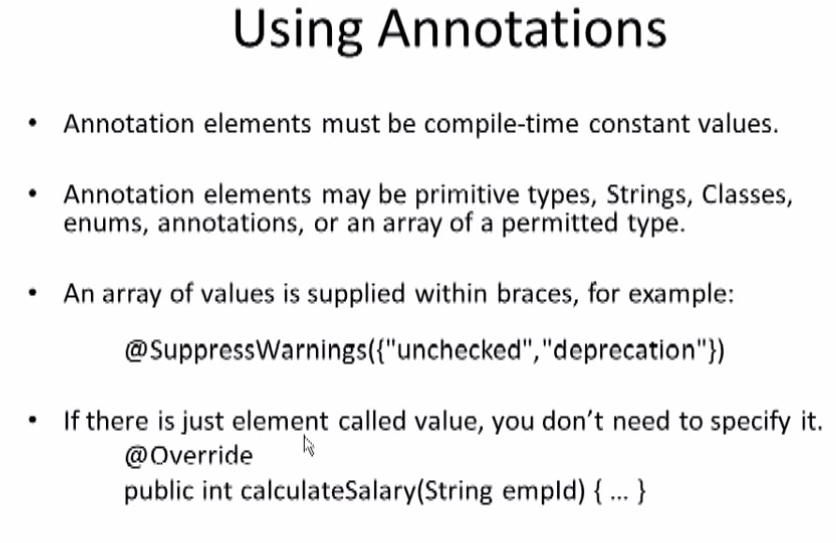 Using Annotations
• Annotation elements must be compile-time constant values.
• Annotation elements may be primitive types, Strings, Classes,
enums, annotations, or an array of a permitted type.
• An array of values is supplied within braces, for example:
@SuppressWarnings({"unchecked","deprecation"})
• If there is just element called value, you don’t need to specify it.
@Override
public int calculateSalary(String empId) { ... }